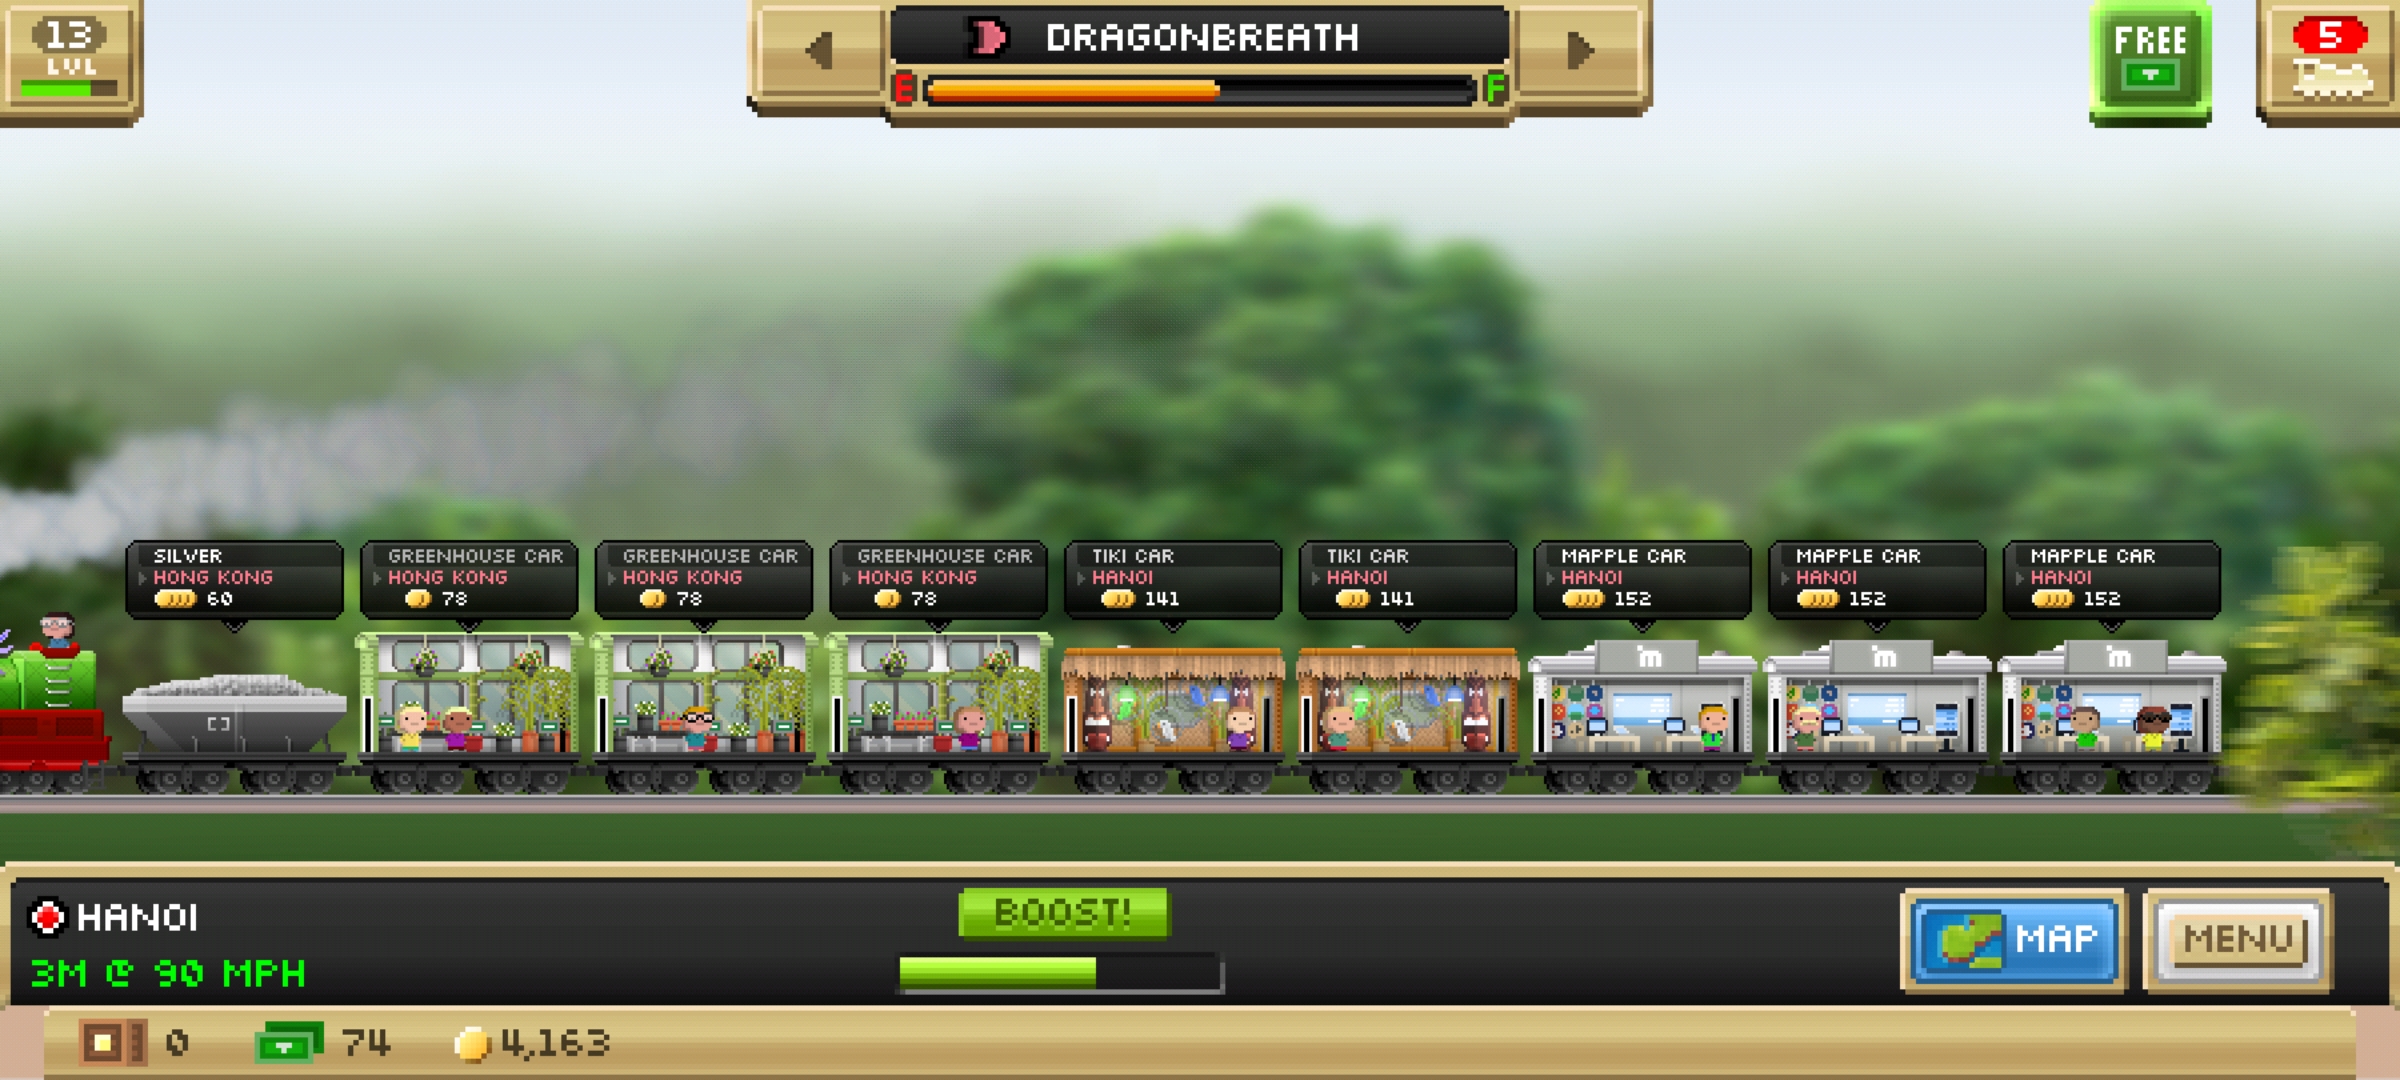 13
LVL
DRAGONBREATH
E F
FREE
5
SILVER
HONG KONG
60
GREENHOUSE CAR
HONG KONG
78
GREENHOUSE CAR
HONG KONG
78
GREENHOUSE CAR
HONG KONG
78
TIKI CAR
HANOI
141
TIKI CAR
HANOI
141
MAPPLE CAR
HANOI
152
MAPPLE CAR
HANOI
152
MAPPLE CAR
HANOI
152
m
m
m
HANOI
3M @ 90 MPH
BOOST!
MAP
MENU
0
74
4,163